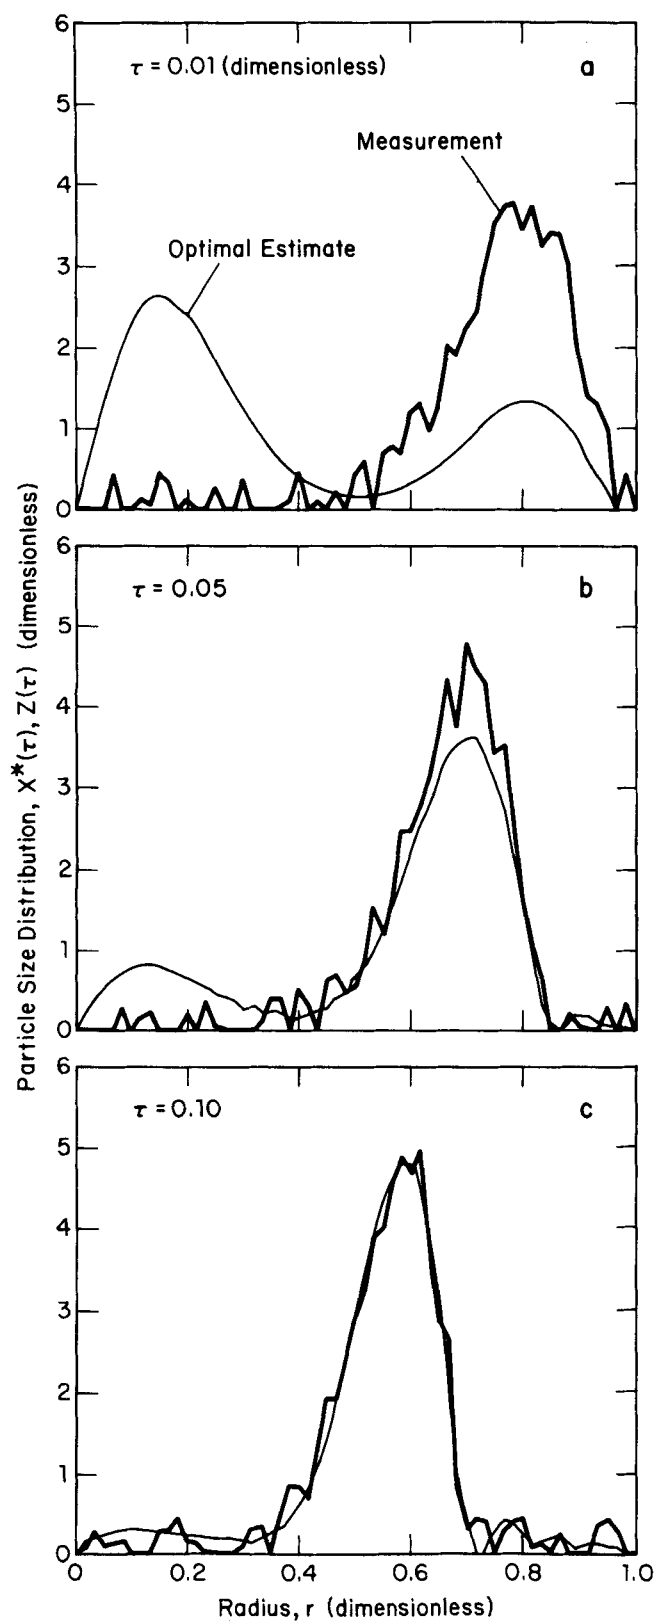 Particle Size Distribution, X*(τ), Z(τ) (dimensionless)
6
τ = 0.01 (dimensionless)
a
5
Measurement
4
Optimal Estimate
3
2
1
0
6
τ = 0.05
b
5
4
3
2
1
0
6
τ = 0.10
c
5
4
3
2
1
0
0 0.2 0.4 0.6 0.8 1.0
Radius, r (dimensionless)